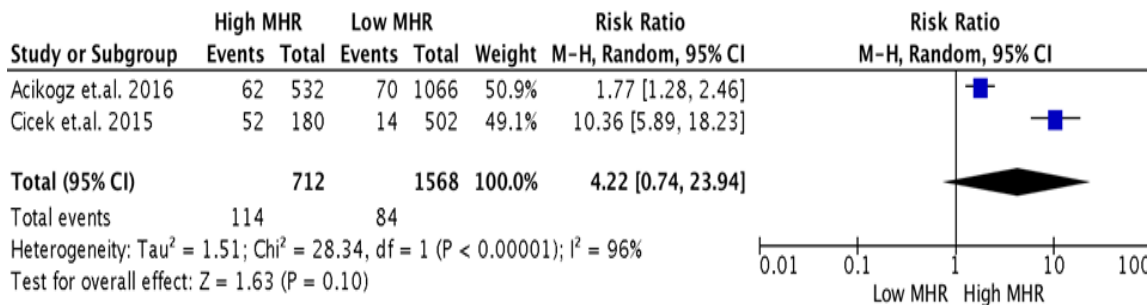 High MHR Low MHR Risk Ratio Risk Ratio
Study or Subgroup Events Total Events Total Weight M-H, Random, 95% CI M-H, Random, 95% CI
Acikogz et.al. 2016 62 532 70 1066 50.9% 1.77 [1.28, 2.46]
Cicek et.al. 2015 52 180 14 502 49.1% 10.36 [5.89, 18.23]
Total (95% CI) 712 1568 100.0% 4.22 [0.74, 23.94]
Total events 114 84
Heterogeneity: Tau² = 1.51; Chi² = 28.34, df = 1 (P < 0.00001); I² = 96%
Test for overall effect: Z = 1.63 (P = 0.10)
0.01 0.1 1 10 100
Low MHR High MHR